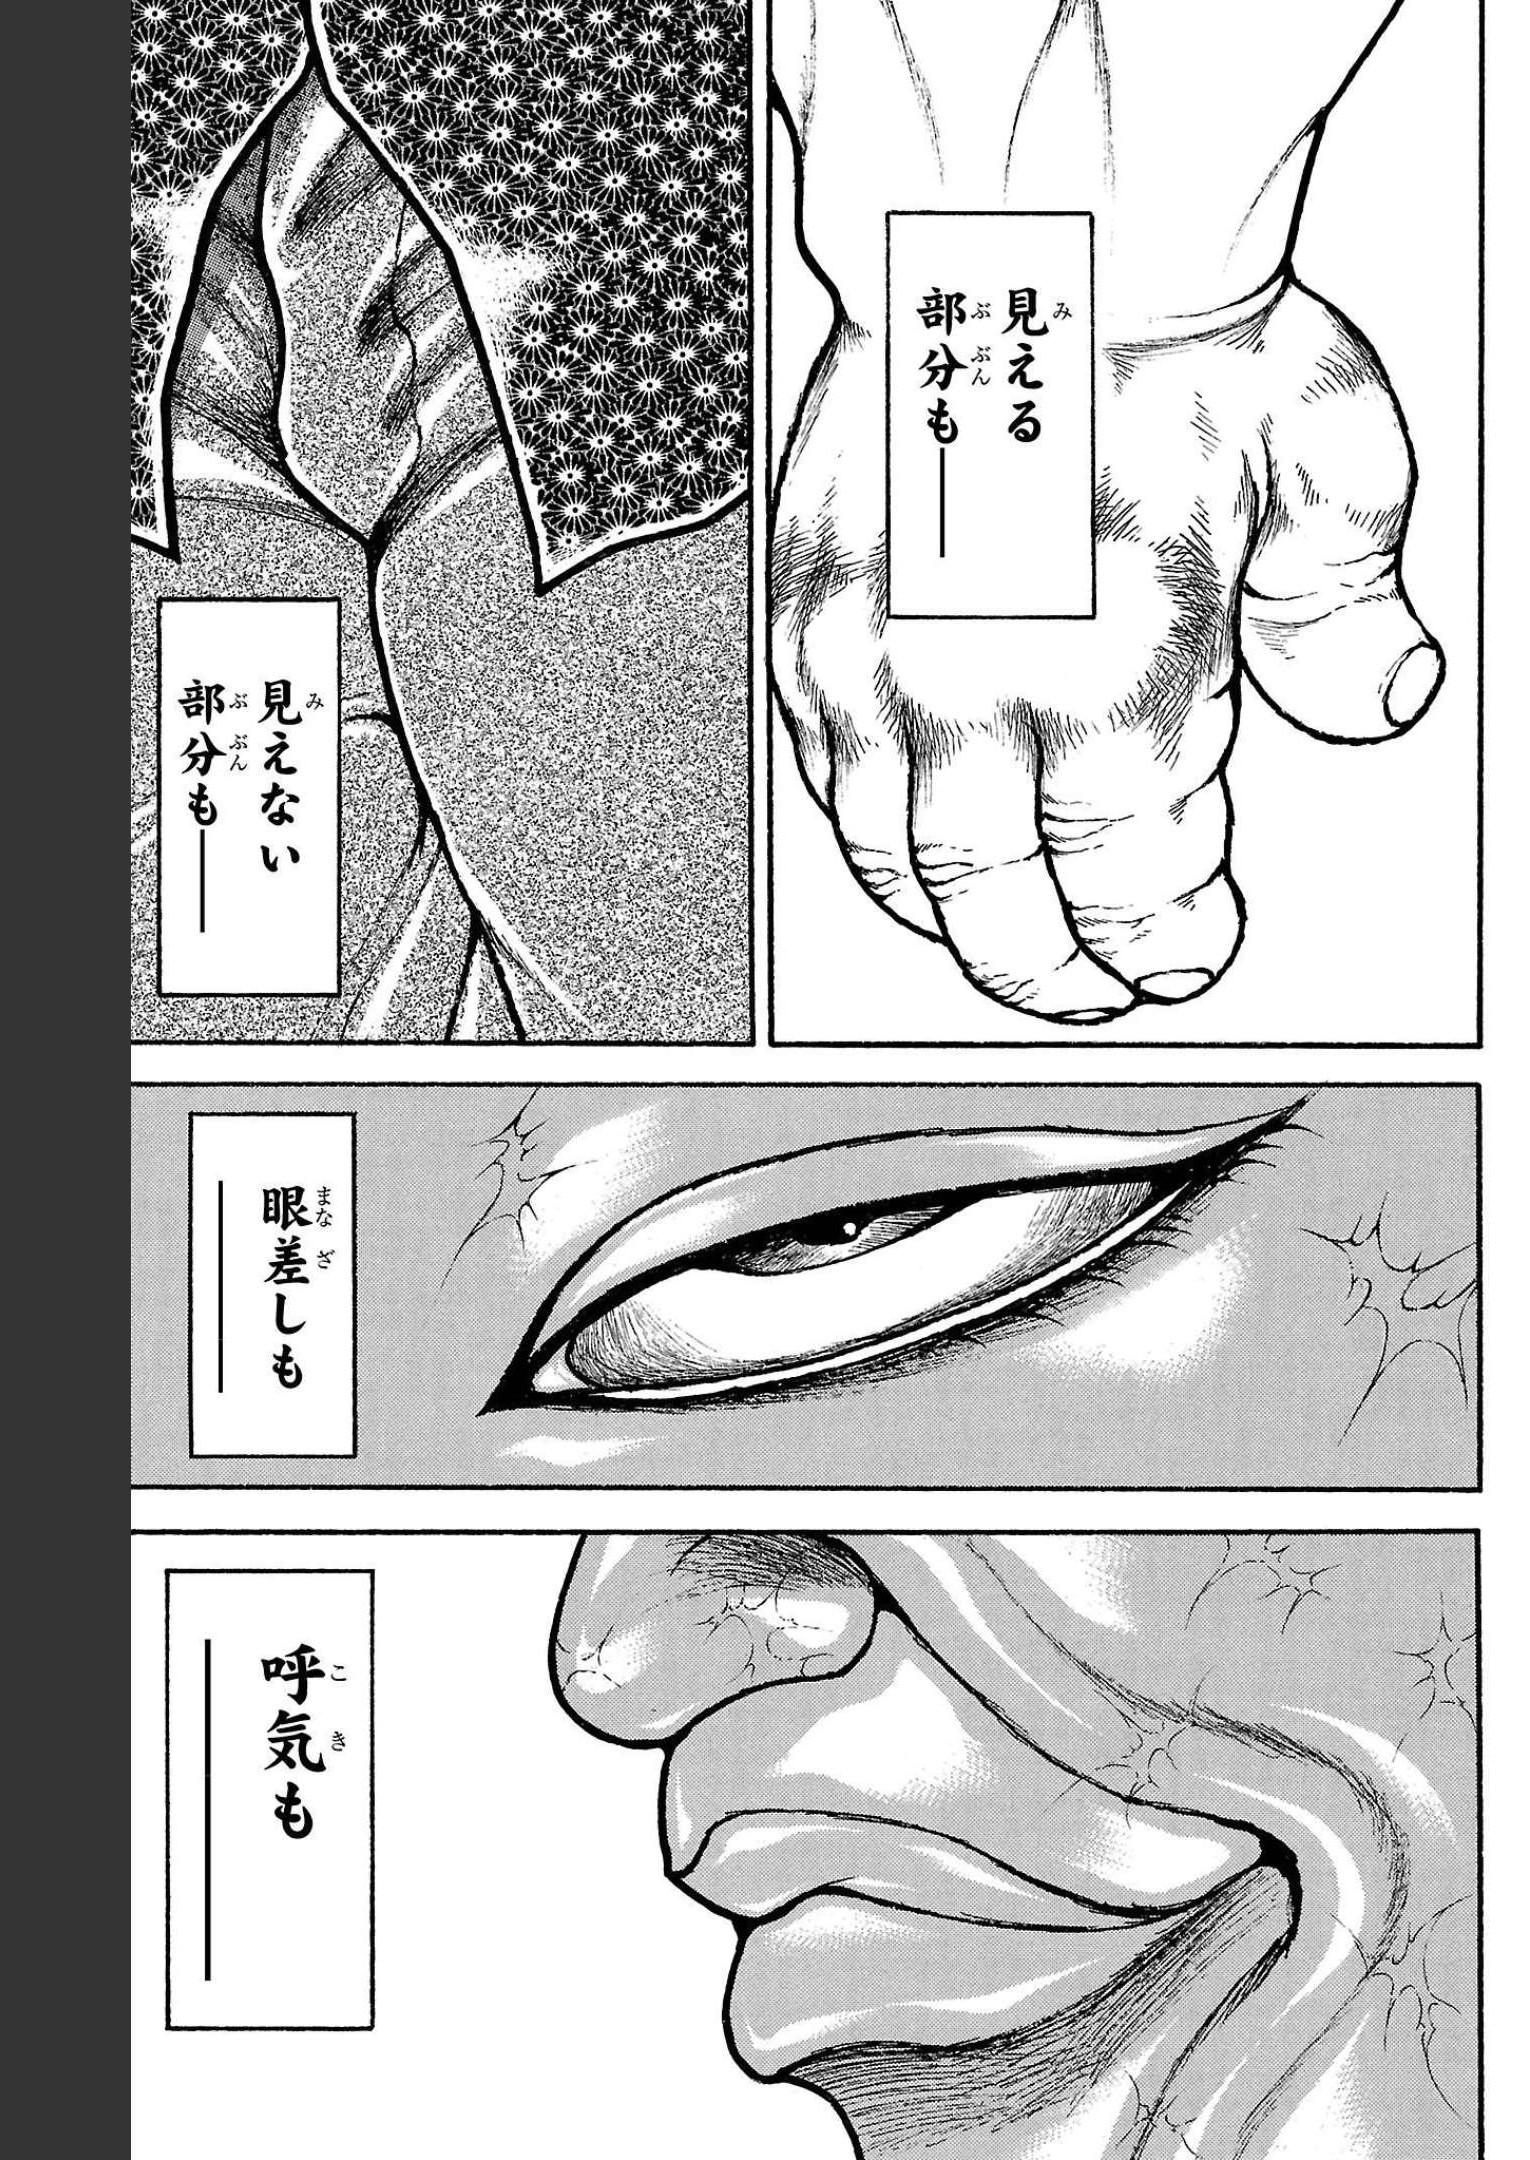 見える
部分も──
見えない
部分も──
眼差しも
──
呼気も
──